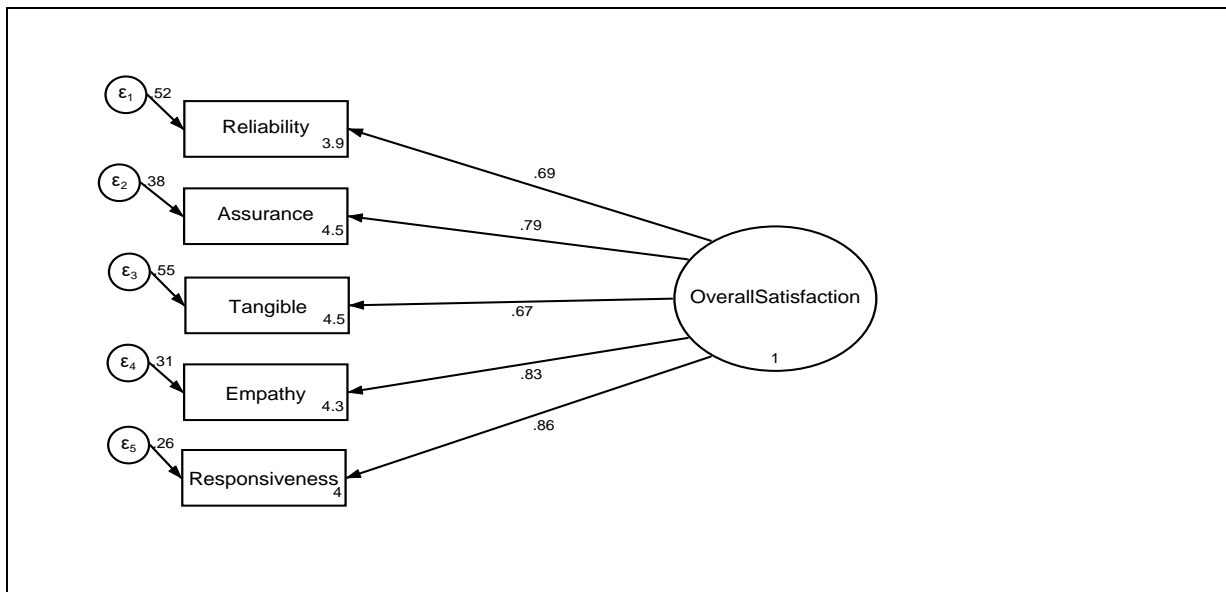 ε₁ .52
Reliability
3.9
.69
ε₂ .38
Assurance
4.5
.79
ε₃ .55
Tangible
4.5
.67
OverallSatisfaction
1
ε₄ .31
Empathy
4.3
.83
ε₅ .26
Responsiveness
4
.86